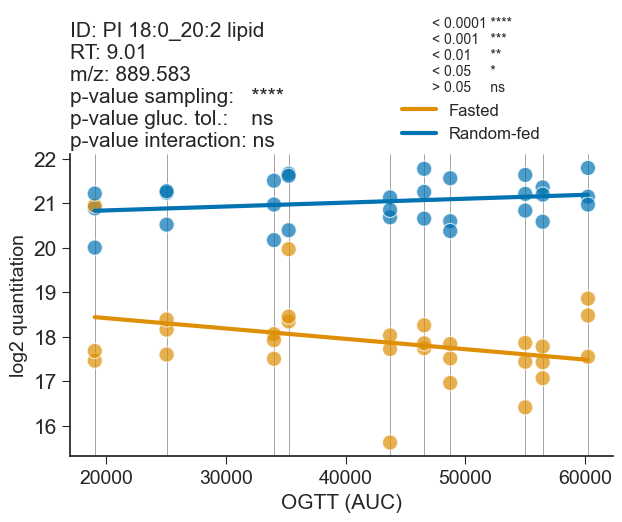 ID: PI 18:0_20:2 lipid
RT: 9.01
m/z: 889.583
p-value sampling: ****
p-value gluc. tol.: ns
p-value interaction: ns
< 0.0001 ****
< 0.001 ***
< 0.01 **
< 0.05 *
> 0.05 ns
Fasted
Random-fed
log2 quantitation
22
21
20
19
18
17
16
20000 30000 40000 50000 60000
OGTT (AUC)